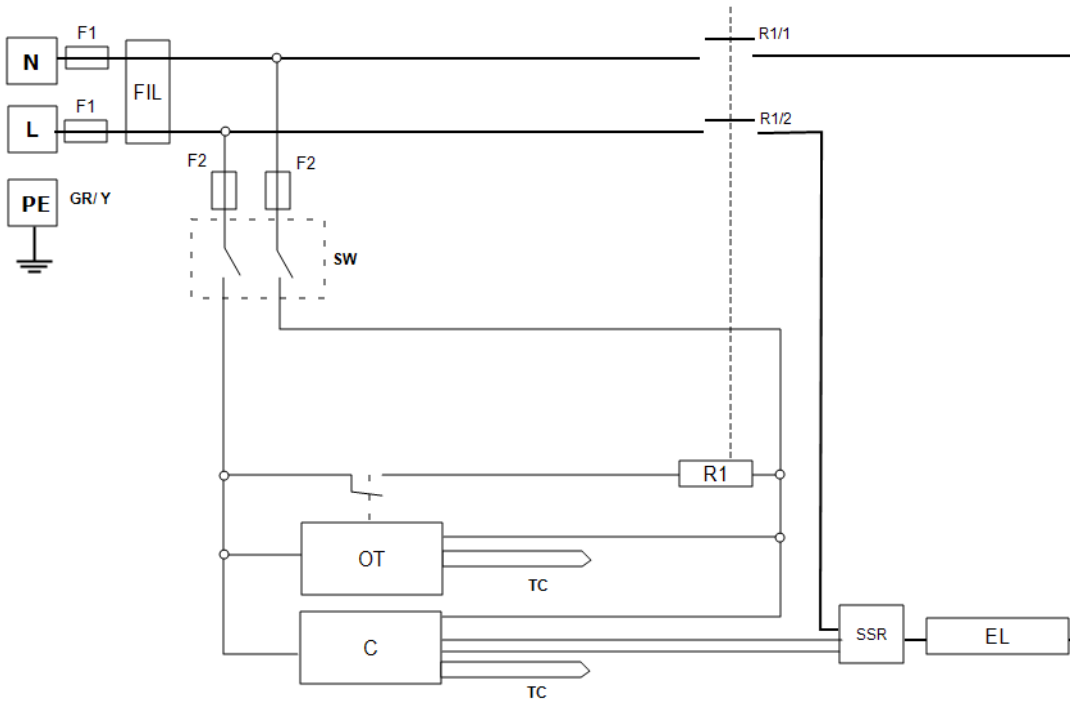 F1
R1/1
N
FIL
F1
L
R1/2
F2
F2
PE
GR/ Y
SW
R1
OT
TC
C
SSR
EL
TC